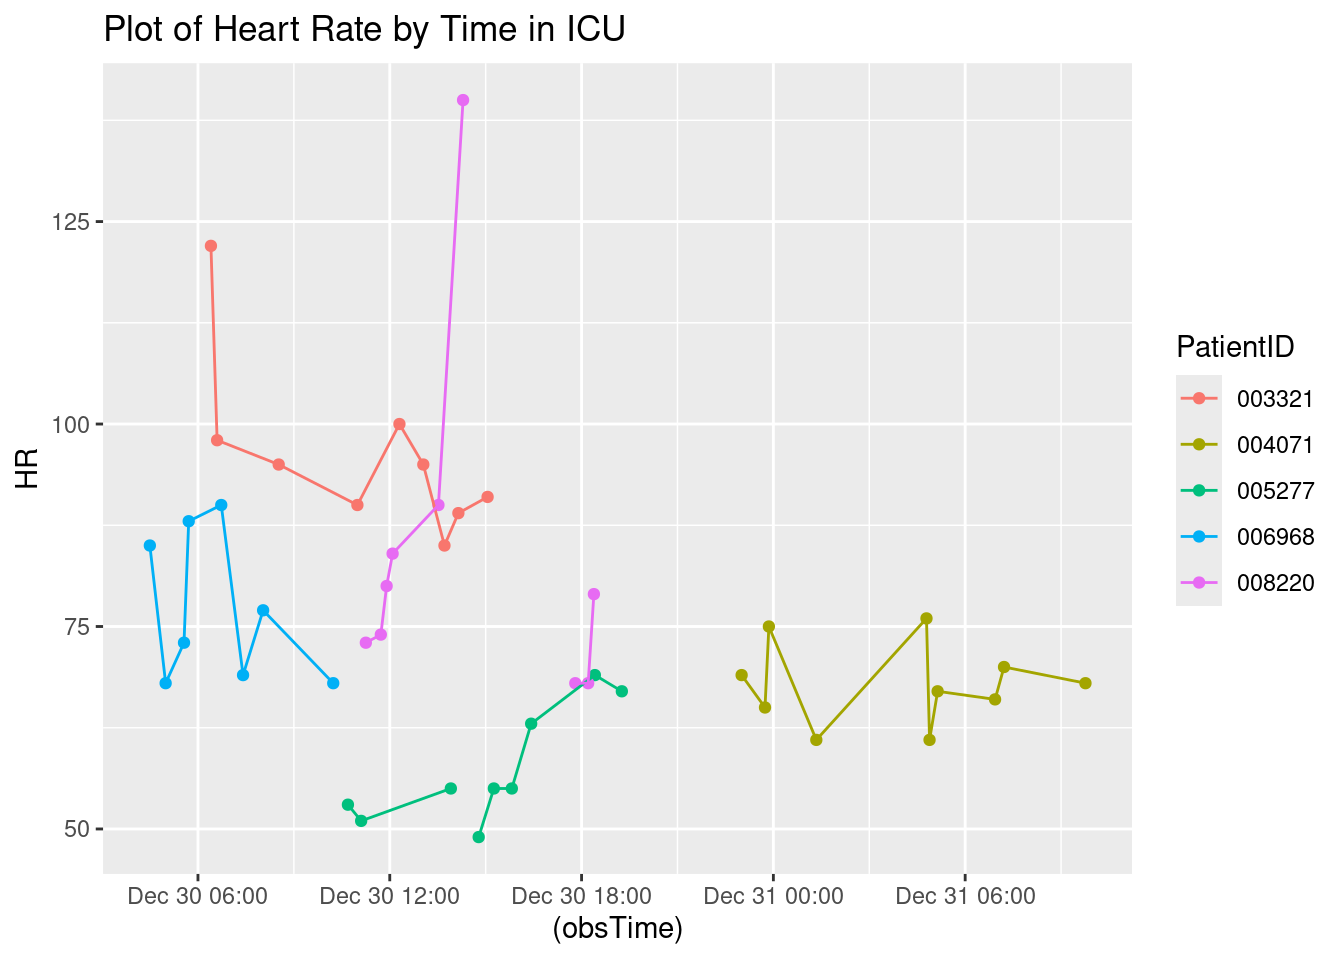 Plot of Heart Rate by Time in ICU
HR
125
100
75
50
Dec 30 06:00 Dec 30 12:00 Dec 30 18:00 Dec 31 00:00 Dec 31 06:00
(obsTime)
PatientID
003321
004071
005277
006968
008220